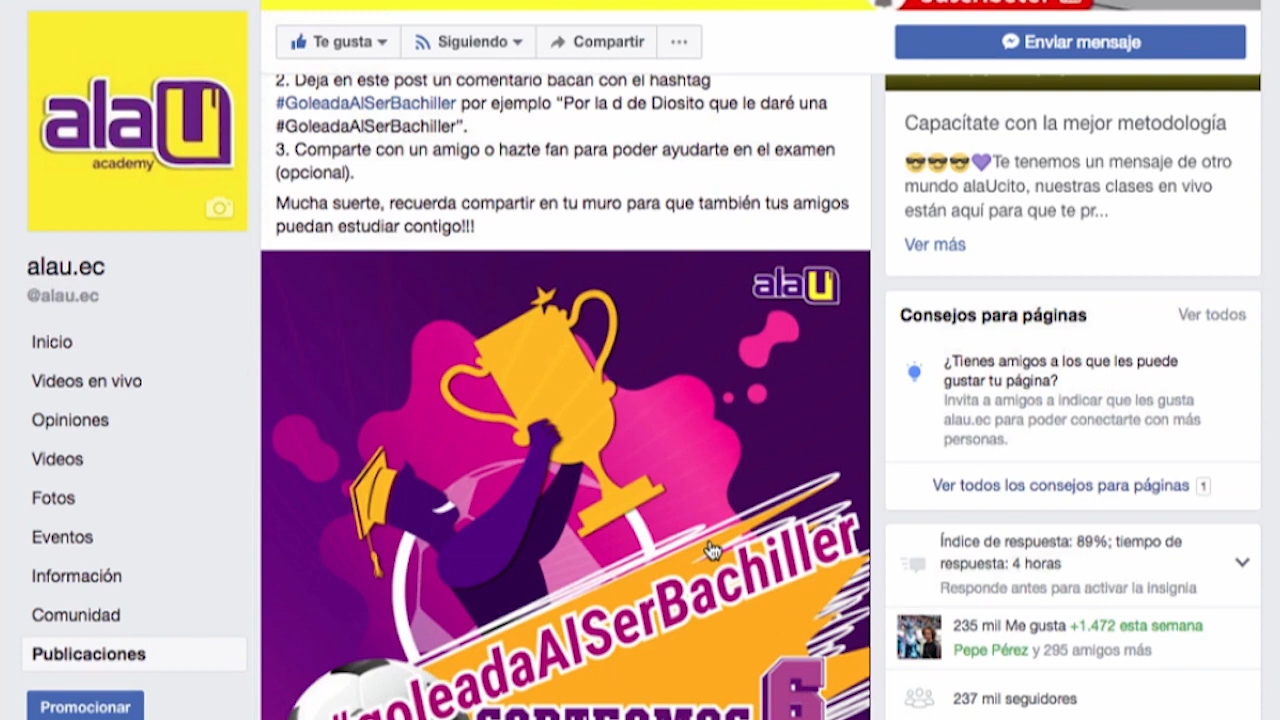 Suscribete!
Te gusta
Siguiendo
Compartir
Enviar mensaje
alaU
academy
alau.ec
@alau.ec
Inicio
Videos en vivo
Opiniones
Videos
Fotos
Eventos
Información
Comunidad
Publicaciones
Promocionar
2. Deja en este post un comentario bacan con el hashtag
#GoleadaAlSerBachiller por ejemplo “Por la d de Diosito que le daré una
#GoleadaAlSerBachiller”.
3. Comparte con un amigo o hazte fan para poder ayudarte en el examen
(opcional).
Mucha suerte, recuerda compartir en tu muro para que también tus amigos
puedan estudiar contigo!!!
alaU
#goleadaAlSerBachiller
SORTEAMOS 6
Capacítate con la mejor metodología
😎😎😎💜Te tenemos un mensaje de otro
mundo alaUcito, nuestras clases en vivo
están aquí para que te pr...
Ver más
Consejos para páginas
Ver todos
¿Tienes amigos a los que les puede
gustar tu página?
Invita a amigos a indicar que les gusta
alau.ec para poder conectarte con más
personas.
Ver todos los consejos para páginas 1
Índice de respuesta: 89%; tiempo de
respuesta: 4 horas
Responde antes para activar la insignia
235 mil Me gusta +1.472 esta semana
Pepe Pérez y 295 amigos más
237 mil seguidores